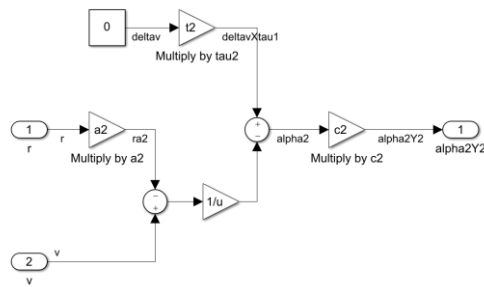 0
deltav
t2
deltavXtau1
Multiply by tau2
1
r
r
a2
ra2
Multiply by a2
+
−
alpha2
c2
alpha2Y2
1
alpha2Y2
Multiply by c2
−
+
1/u
2
v
v